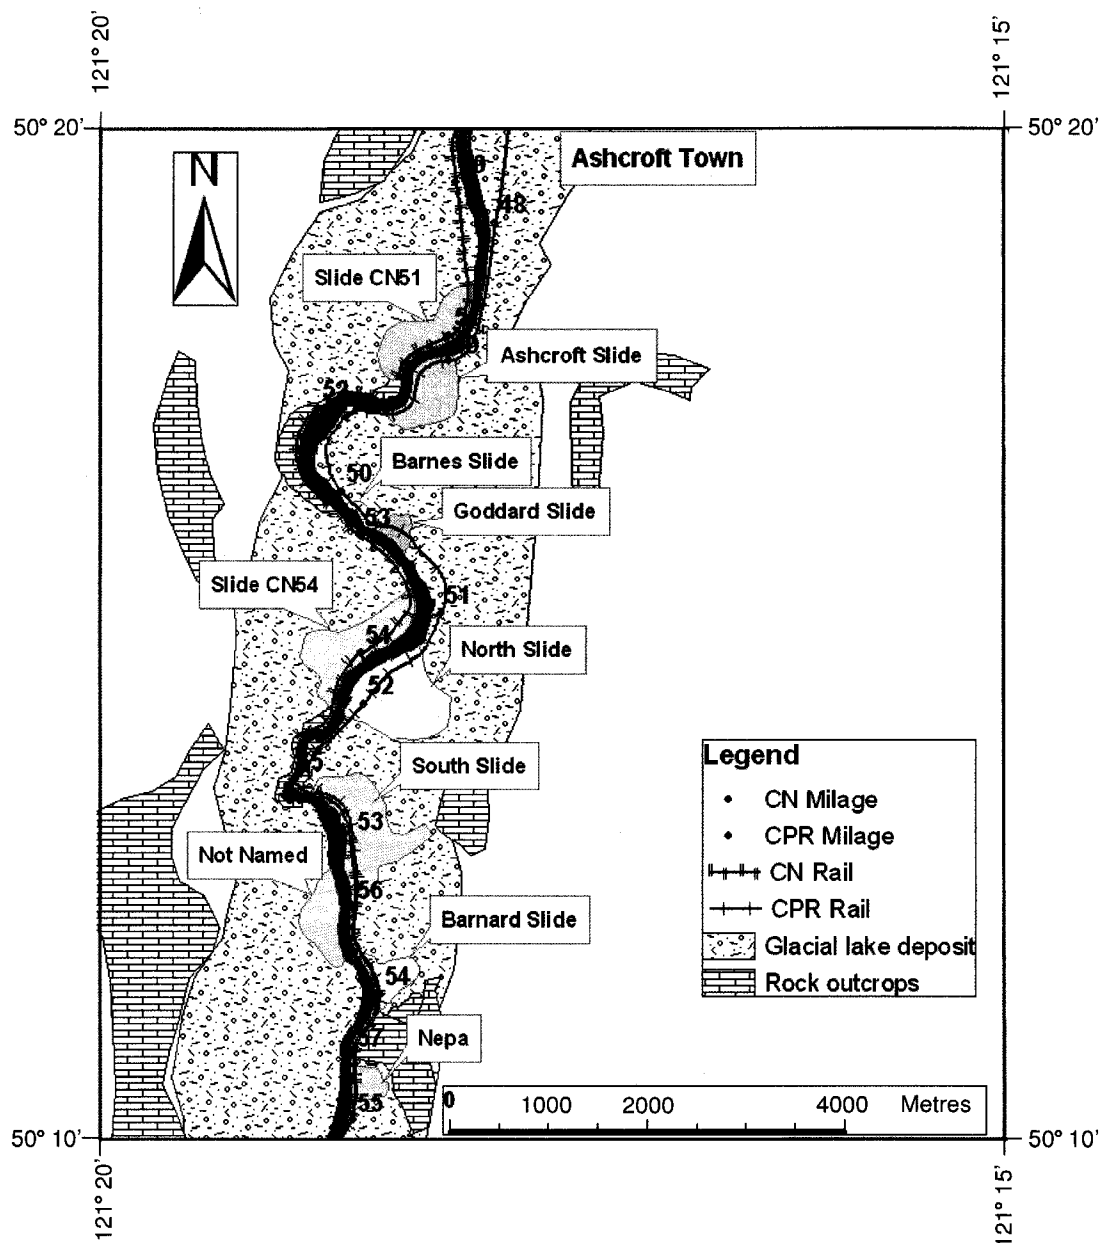 121° 20'
121° 15'
50° 20'
50° 20'
N
Ashcroft Town
48
Slide CN51
Ashcroft Slide
52
Barnes Slide
50
Goddard Slide
53
Slide CN54
51
54
North Slide
52
South Slide
53
Not Named
56
Barnard Slide
54
57
Nepa
55
Legend
CN Milage
CPR Milage
CN Rail
CPR Rail
Glacial lake deposit
Rock outcrops
0 1000 2000 4000 Metres
50° 10'
50° 10'
121° 20'
121° 15'